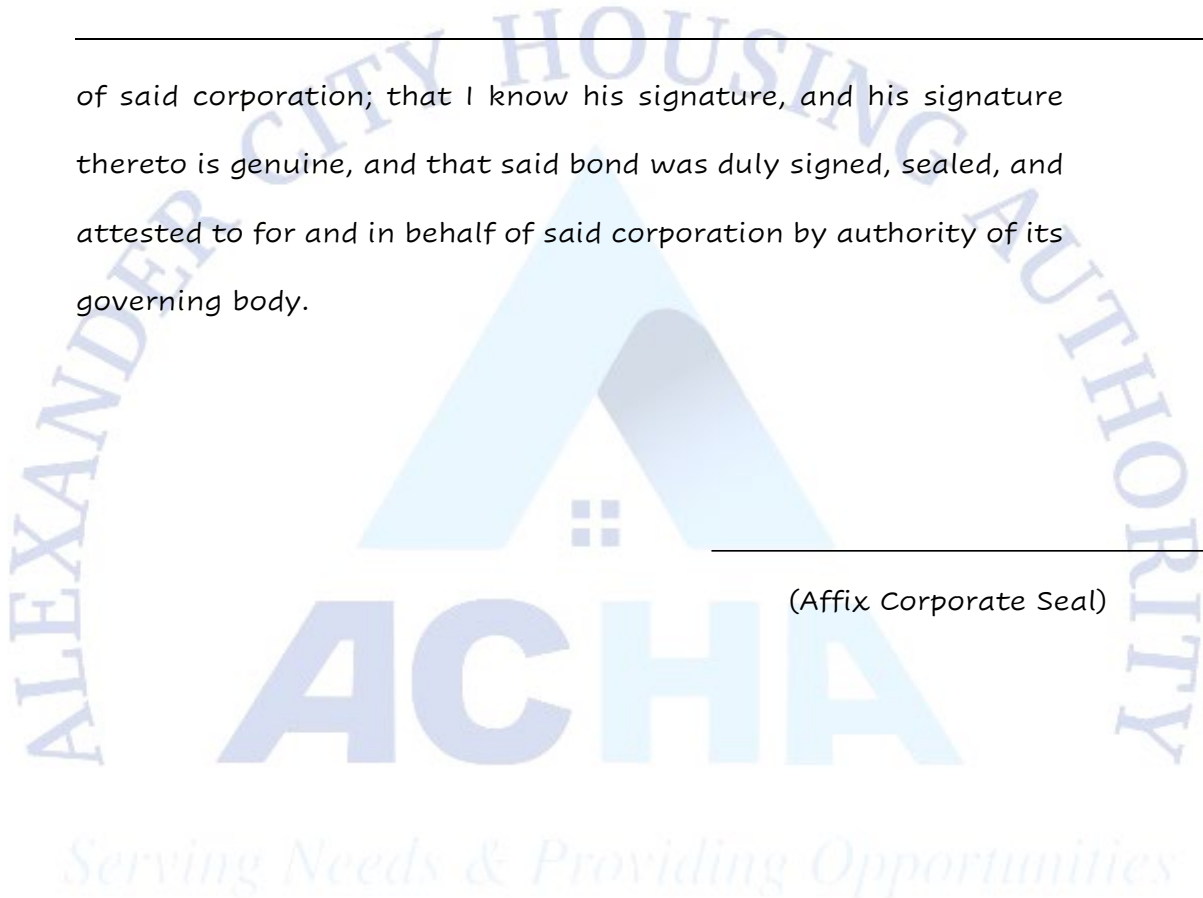 ALEXANDER CITY HOUSING AUTHORITY
of said corporation; that I know his signature, and his signature
thereto is genuine, and that said bond was duly signed, sealed, and
attested to for and in behalf of said corporation by authority of its
governing body.
(Affix Corporate Seal)
ACHA
Serving Needs & Providing Opportunities